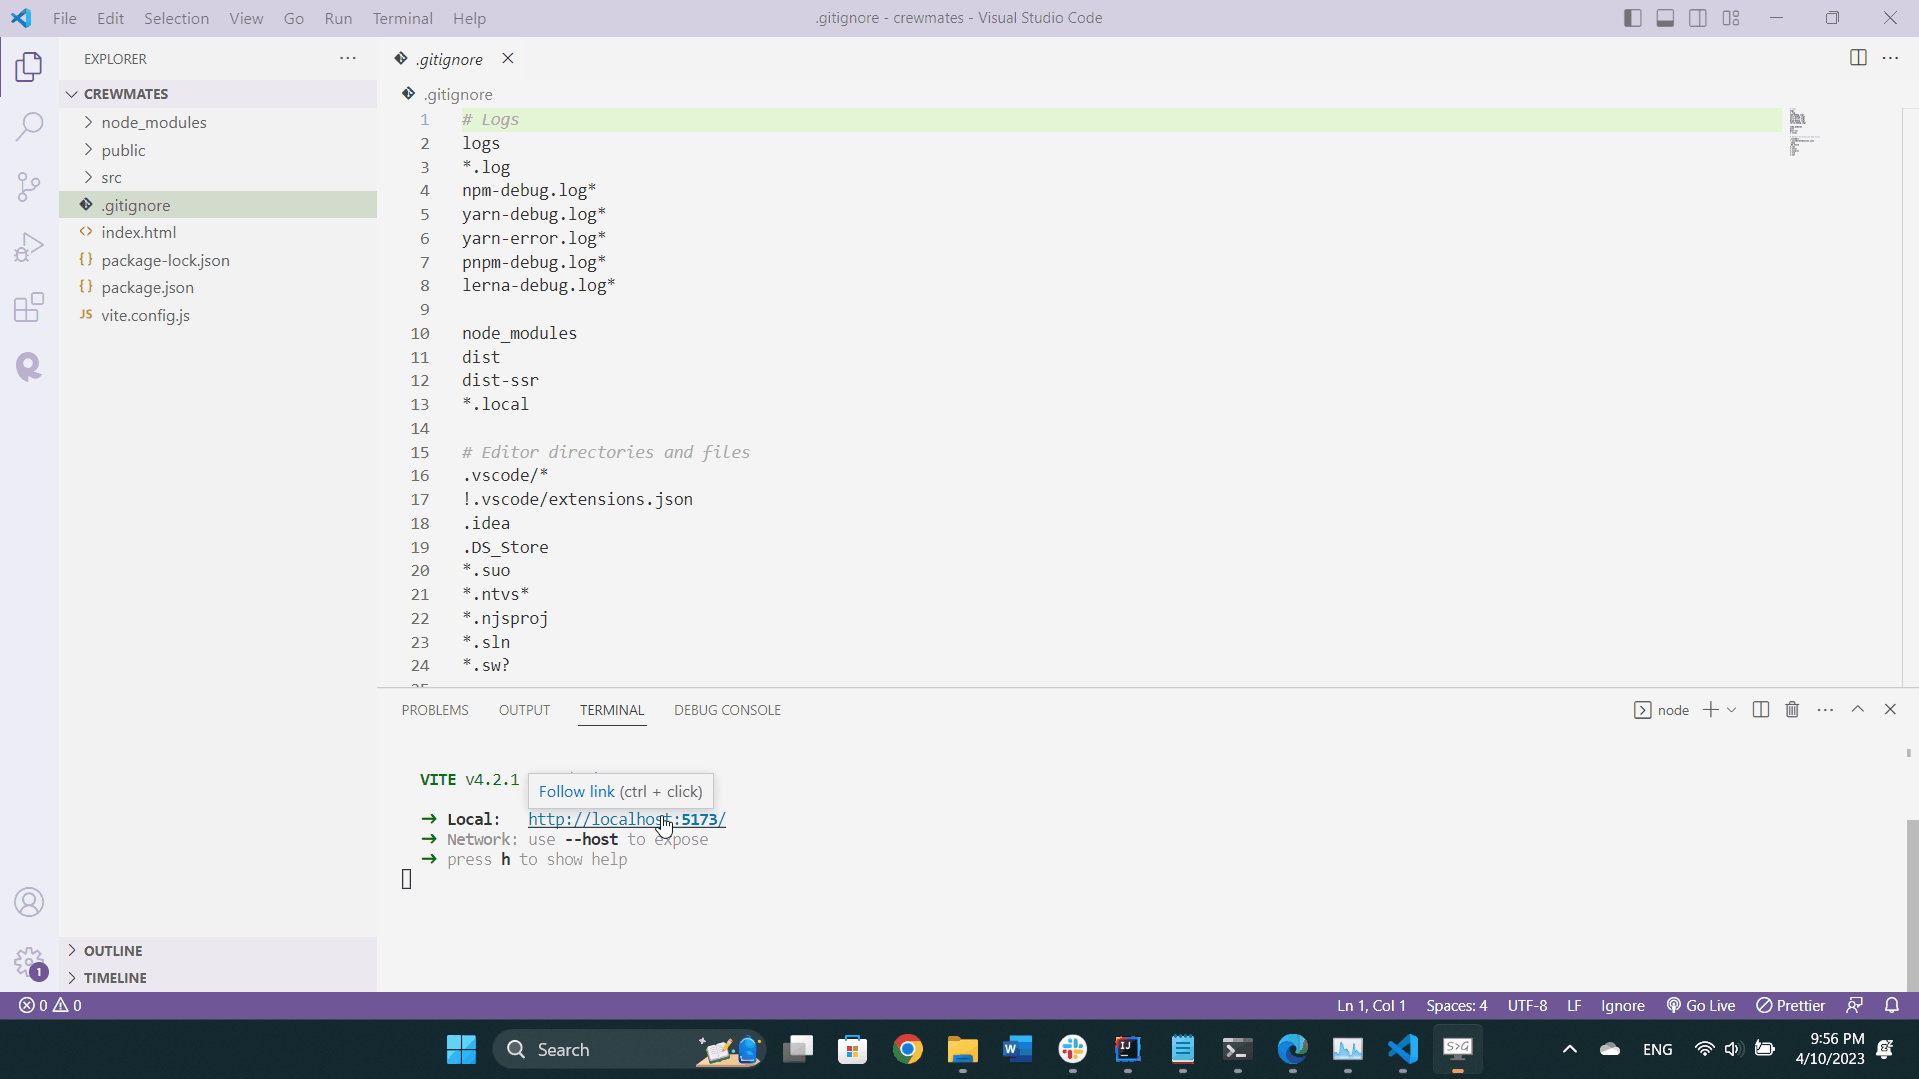 File Edit Selection View Go Run Terminal Help
.gitignore - crewmates - Visual Studio Code
EXPLORER
CREWMATES
node_modules
public
src
.gitignore
index.html
package-lock.json
package.json
JS vite.config.js
OUTLINE
TIMELINE
.gitignore
.gitignore
1 # Logs
2 logs
3 *.log
4 npm-debug.log*
5 yarn-debug.log*
6 yarn-error.log*
7 pnpm-debug.log*
8 lerna-debug.log*
9
10 node_modules
11 dist
12 dist-ssr
13 *.local
14
15 # Editor directories and files
16 .vscode/*
17 !.vscode/extensions.json
18 .idea
19 .DS_Store
20 *.suo
21 *.ntvs*
22 *.njsproj
23 *.sln
24 *.sw?
PROBLEMS OUTPUT TERMINAL DEBUG CONSOLE
node
VITE v4.2.1
Follow link (ctrl + click)
➜ Local: http://localhost:5173/
➜ Network: use --host to expose
➜ press h to show help
1
0 0
Ln 1, Col 1 Spaces: 4 UTF-8 LF Ignore Go Live Prettier
Search
ENG
9:56 PM
4/10/2023